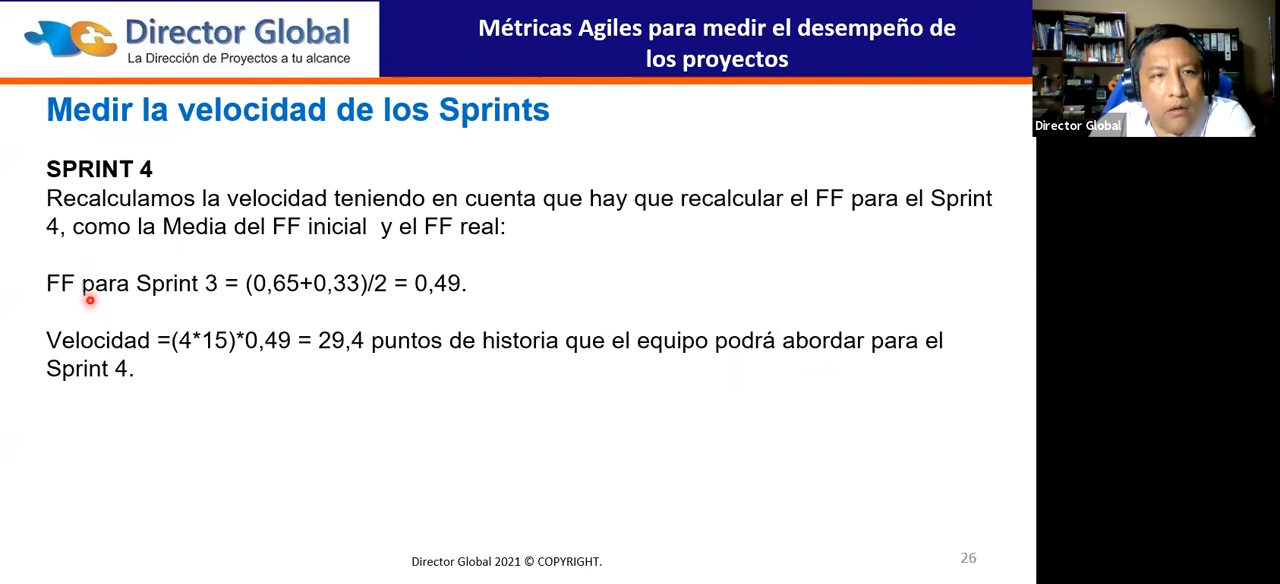 Director Global
La Dirección de Proyectos a tu alcance
Métricas Agiles para medir el desempeño de
los proyectos
Director Global
Medir la velocidad de los Sprints
SPRINT 4
Recalculamos la velocidad teniendo en cuenta que hay que recalcular el FF para el Sprint
4, como la Media del FF inicial  y el FF real:
FF para Sprint 3 = (0,65+0,33)/2 = 0,49.
Velocidad =(4*15)*0,49 = 29,4 puntos de historia que el equipo podrá abordar para el
Sprint 4.
Director Global 2021 © COPYRIGHT.
26